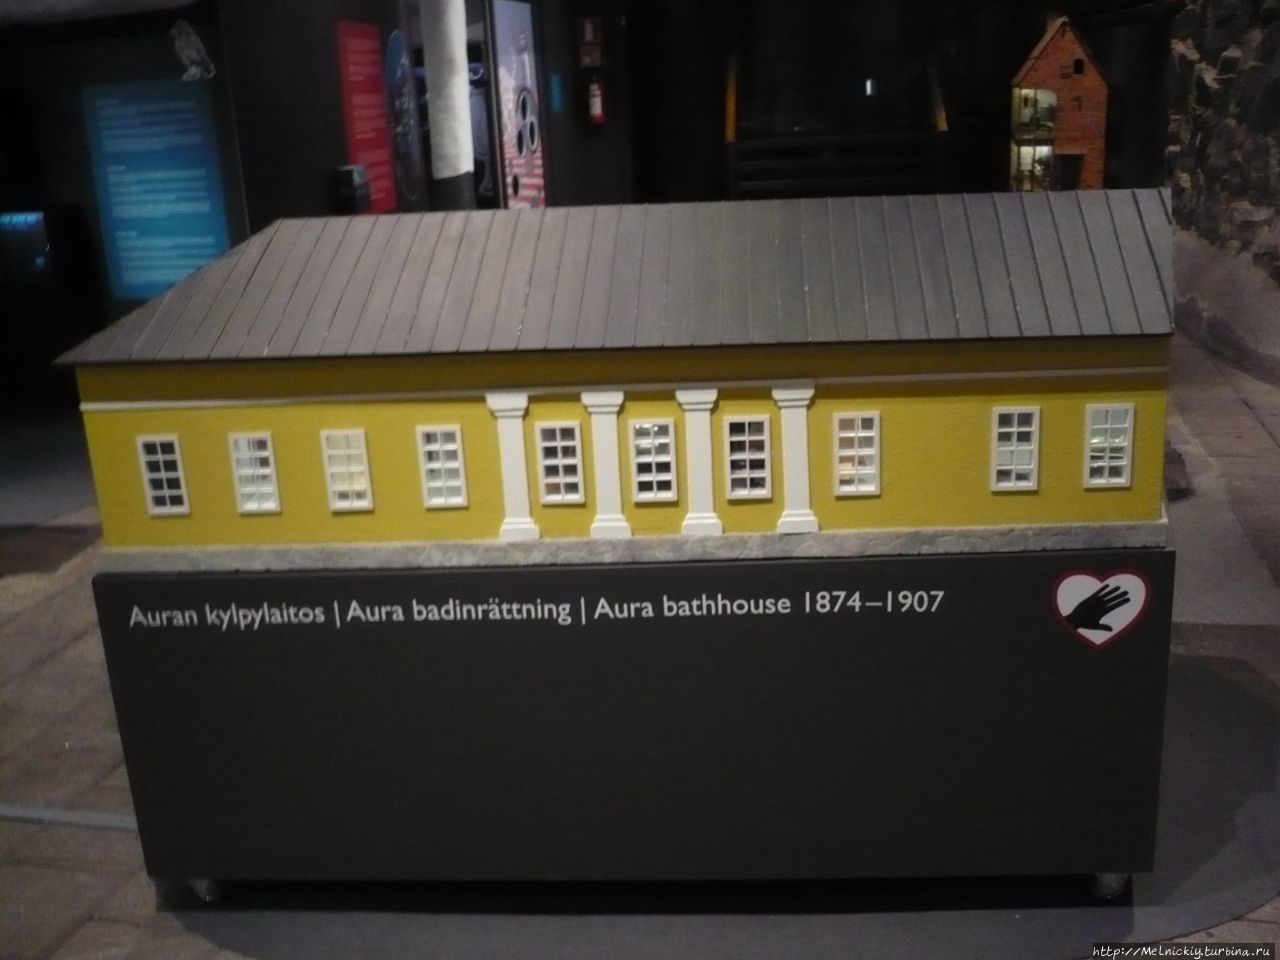 Auran kylpylaitos | Aura badinrättning | Aura bathhouse 1874–1907
http://Melnickiy.turbina.ru